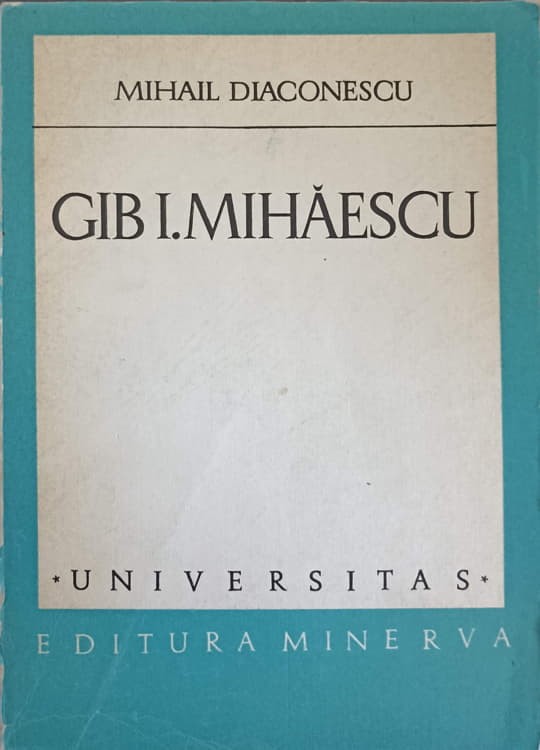 MIHAIL DIACONESCU
GIB I. MIHĂESCU
* UNIVERSITAS *
EDITURA MINERVA